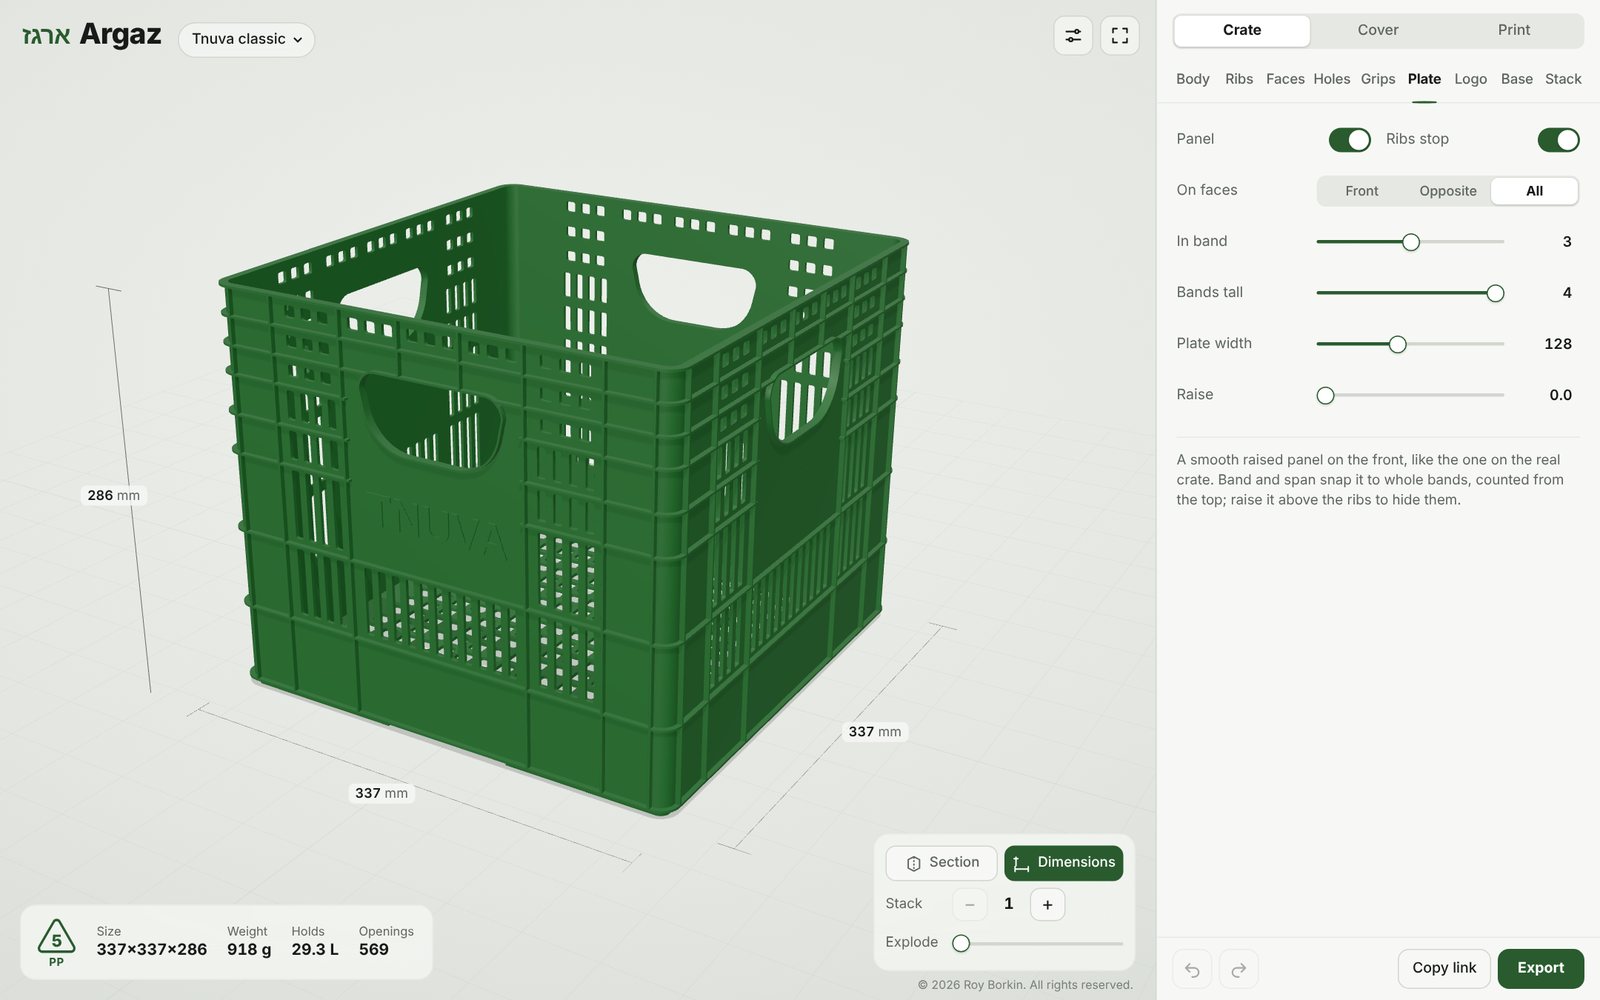 ארגז Argaz
Tnuva classic
Crate Cover Print
Body Ribs Faces Holes Grips Plate Logo Base Stack
Panel Ribs stop
On faces Front Opposite All
In band 3
Bands tall 4
Plate width 128
Raise 0.0
A smooth raised panel on the front, like the one on the real
crate. Band and span snap it to whole bands, counted from
the top; raise it above the ribs to hide them.
286 mm
TNUVA
337 mm
337 mm
Section Dimensions
Stack − 1 +
Explode
5
PP
Size Weight Holds Openings
337×337×286 918 g 29.3 L 569
© 2026 Roy Borkin. All rights reserved.
Copy link Export